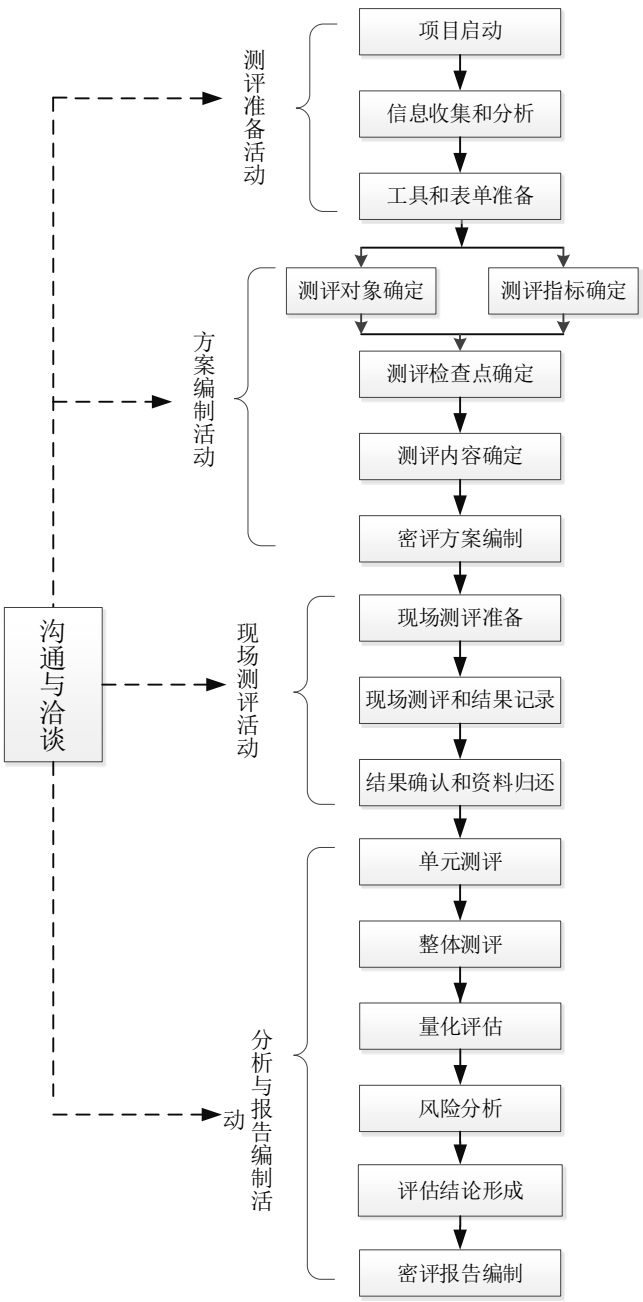 项目启动
测评准备活动
信息收集和分析
工具和表单准备
测评对象确定
测评指标确定
方案编制活动
测评检查点确定
测评内容确定
密评方案编制
沟通与洽谈
现场测评活动
现场测评准备
现场测评和结果记录
结果确认和资料归还
单元测评
整体测评
量化评估
分析与报告编制活
动
风险分析
评估结论形成
密评报告编制